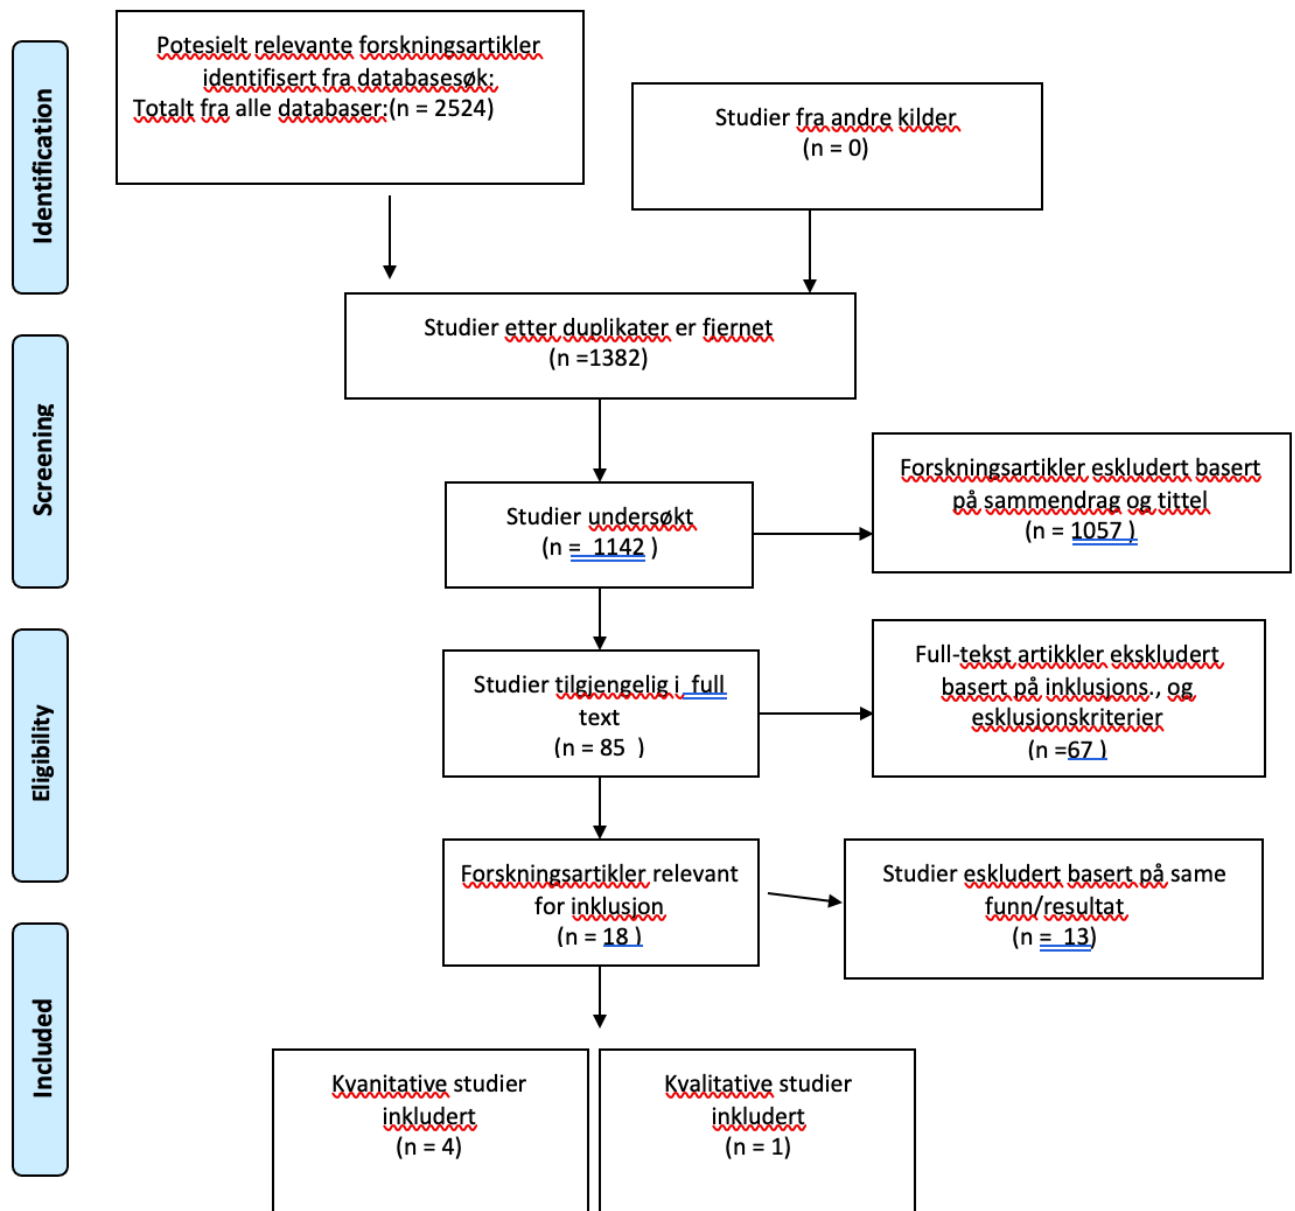 Identification
Potesielt relevante forskningsartikler
identifisert fra databasesøk:
Totalt fra alle databaser:(n = 2524)
Studier fra andre kilder
(n = 0)
Studier etter duplikater er fjernet
(n =1382)
Screening
Studier undersøkt
(n =  1142 )
Forskningsartikler eskludert basert
på sammendrag og tittel
(n = 1057 )
Eligibility
Studier tilgjengelig i  full
text
(n = 85  )
Full-tekst artikkler ekskludert
basert på inklusjons., og
esklusjonskriterier
(n =67 )
Forskningsartikler relevant
for inklusjon
(n = 18 )
Studier eskludert basert på same
funn/resultat
(n =  13)
Included
Kvanitative studier
inkludert
(n = 4)
Kvalitative studier
inkludert
(n = 1)